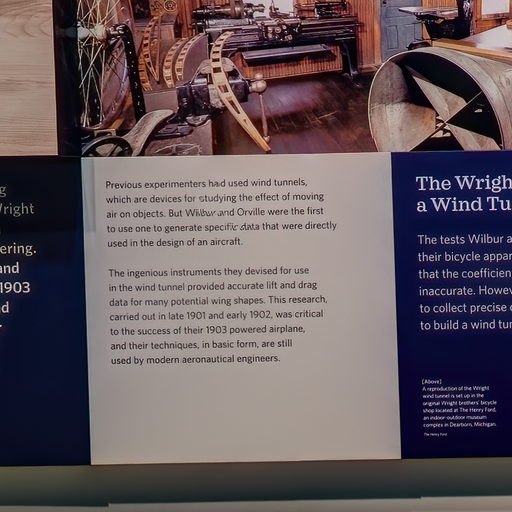 g
Wright
ering.
and
1903
d
Previous experimenters had used wind tunnels,
which are devices for studying the effect of moving
air on objects. But Wilbur and Orville were the first
to use one to generate specific data that were directly
used in the design of an aircraft.
The ingenious instruments they devised for use
in the wind tunnel provided accurate lift and drag
data for many potential wing shapes. This research,
carried out in late 1901 and early 1902, was critical
to the success of their 1903 powered airplane,
and their techniques, in basic form, are still
used by modern aeronautical engineers.
The Wrigh
a Wind Tu
The tests Wilbur a
their bicycle appar
that the coefficien
inaccurate. Howev
to collect precise
to build a wind tun
[Above]
A reproduction of the Wright
wind tunnel is set up in the
original Wright brothers' bicycle
shop located at The Henry Ford,
an indoor-outdoor museum
complex in Dearborn, Michigan.
The Henry Ford